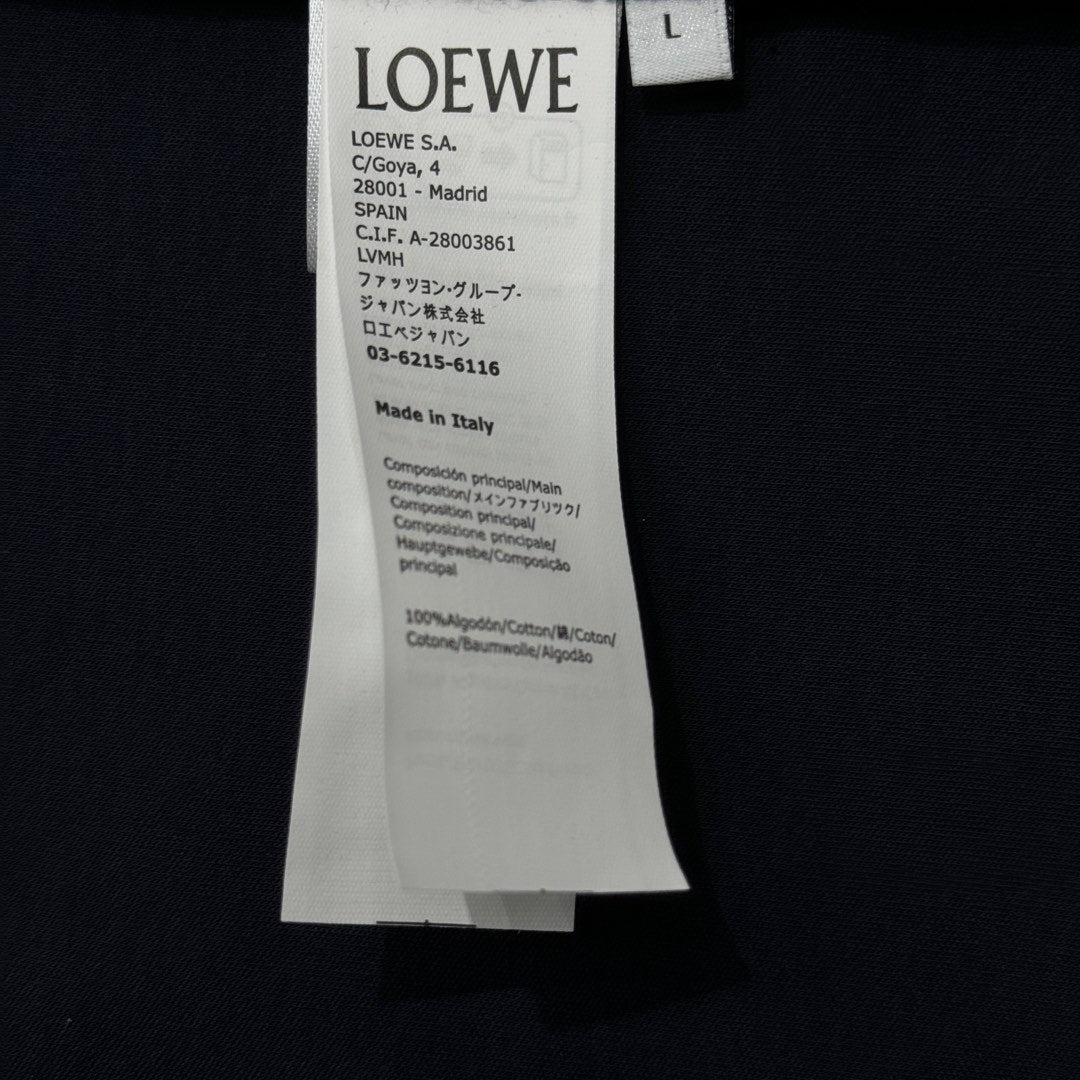 LOEWE
L
LOEWE S.A.
C/Goya, 4
28001 - Madrid
SPAIN
C.I.F. A-28003861
LVMH
ファッツヨン·グループ-
ジャパン株式会社
ロエベジャパン
03-6215-6116
Made in Italy
Composición principal/Main
composition/メインファブリツク/
Composition principal/
Composizione principale/
Hauptgewebe/Composição
principal
100%Algodón/Cotton/綿/Coton/
Cotone/Baumwolle/Algodão